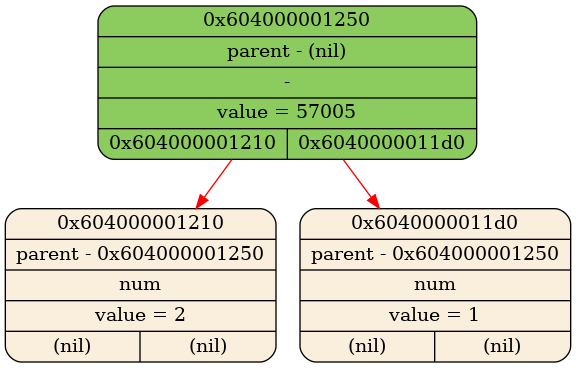 0x604000001250
parent - (nil)
-
value = 57005
0x604000001210 0x6040000011d0
0x604000001210
parent - 0x604000001250
num
value = 2
(nil) (nil)
0x6040000011d0
parent - 0x604000001250
num
value = 1
(nil) (nil)